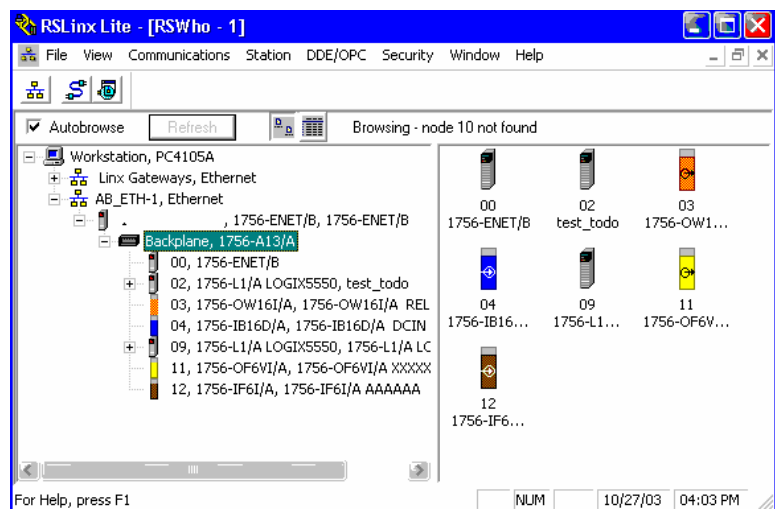 RSLinx Lite - [RSWho - 1]
File View Communications Station DDE/OPC Security Window Help
Autobrowse Refresh Browsing - node 10 not found
Workstation, PC4105A
Linx Gateways, Ethernet
AB_ETH-1, Ethernet
. , 1756-ENET/B, 1756-ENET/B
Backplane, 1756-A13/A
00, 1756-ENET/B
02, 1756-L1/A LOGIX5550, test_todo
03, 1756-OW16I/A, 1756-OW16I/A REL
04, 1756-IB16D/A, 1756-IB16D/A DCIN
09, 1756-L1/A LOGIX5550, 1756-L1/A LC
11, 1756-OF6VI/A, 1756-OF6VI/A XXXXX
12, 1756-IF6I/A, 1756-IF6I/A AAAAAA
00 02 03
1756-ENET/B test_todo 1756-OW1...
04 09 11
1756-IB16... 1756-L1... 1756-OF6V...
12
1756-IF6...
For Help, press F1 NUM 10/27/03 04:03 PM